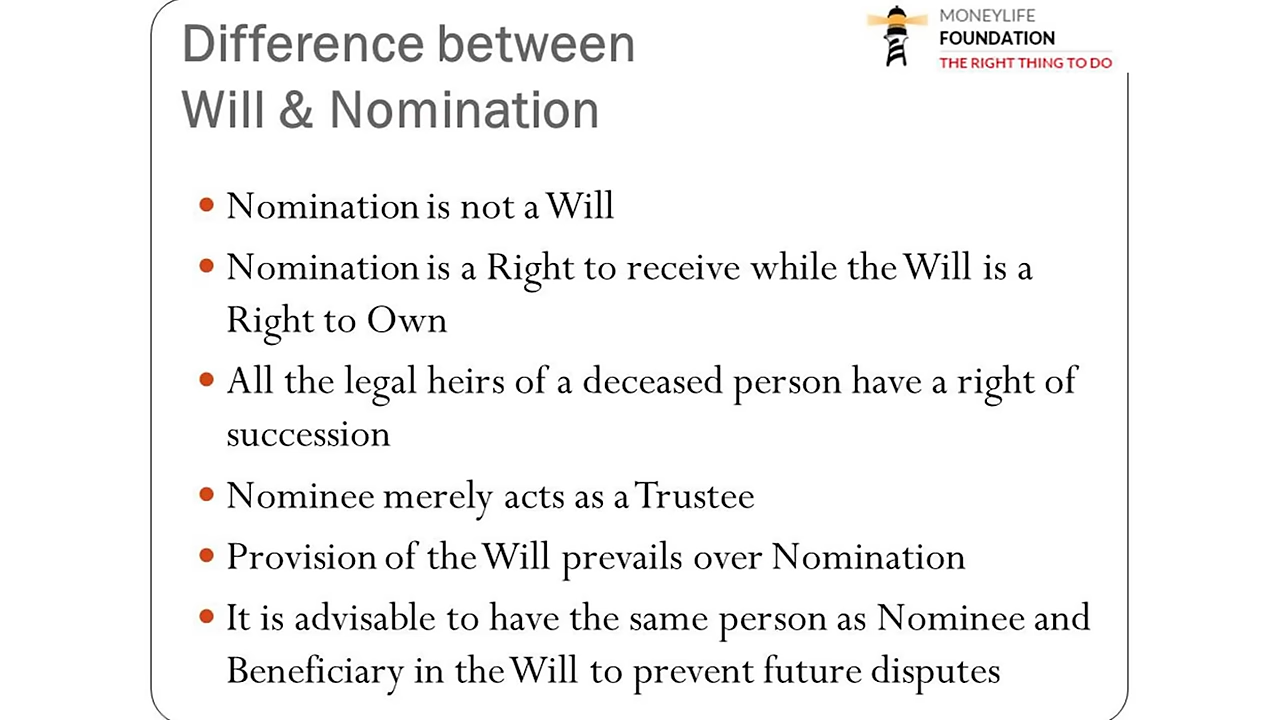 Difference between
Will & Nomination
MONEYLIFE
FOUNDATION
THE RIGHT THING TO DO
• Nomination is not a Will
• Nomination is a Right to receive while the Will is a
Right to Own
• All the legal heirs of a deceased person have a right of
succession
• Nominee merely acts as a Trustee
• Provision of the Will prevails over Nomination
• It is advisable to have the same person as Nominee and
Beneficiary in the Will to prevent future disputes